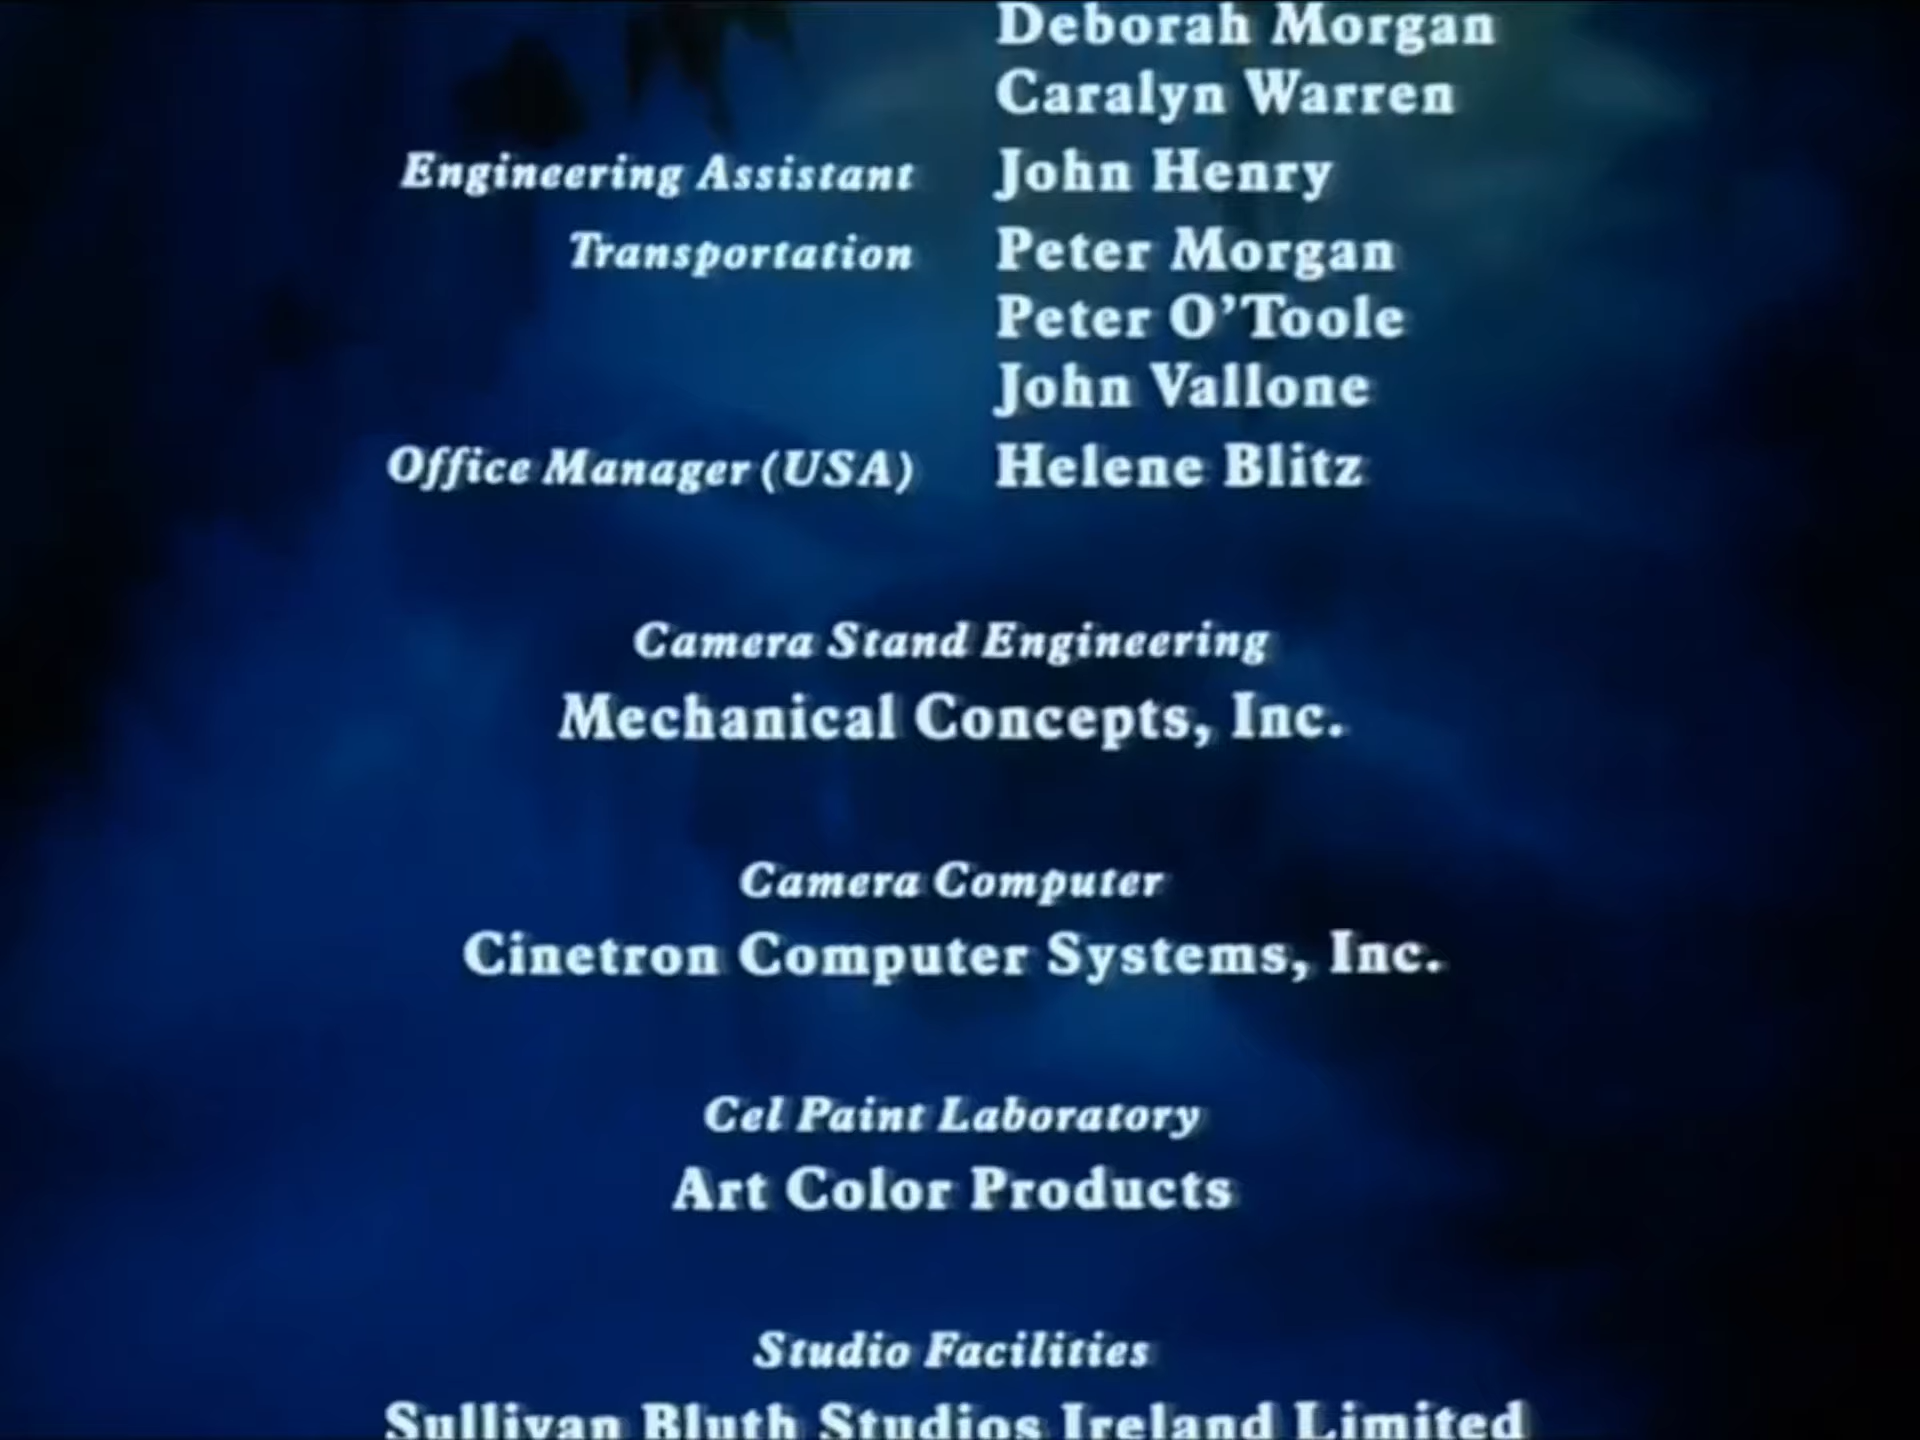 Deborah Morgan
Caralyn Warren
Engineering Assistant John Henry
Transportation Peter Morgan
Peter O'Toole
John Vallone
Office Manager (USA) Helene Blitz
Camera Stand Engineering
Mechanical Concepts, Inc.
Camera Computer
Cinetron Computer Systems, Inc.
Cel Paint Laboratory
Art Color Products
Studio Facilities
Sullivan Bluth Studios Ireland Limited